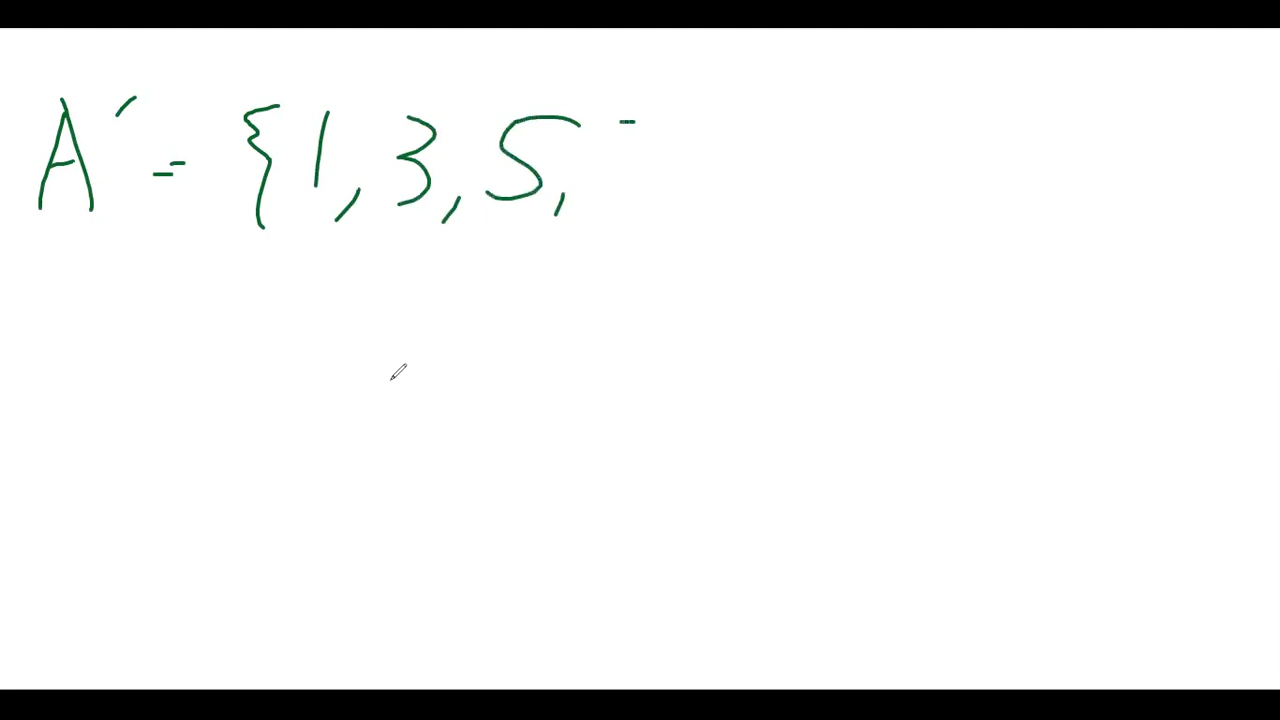 A' = {1, 3, 5,